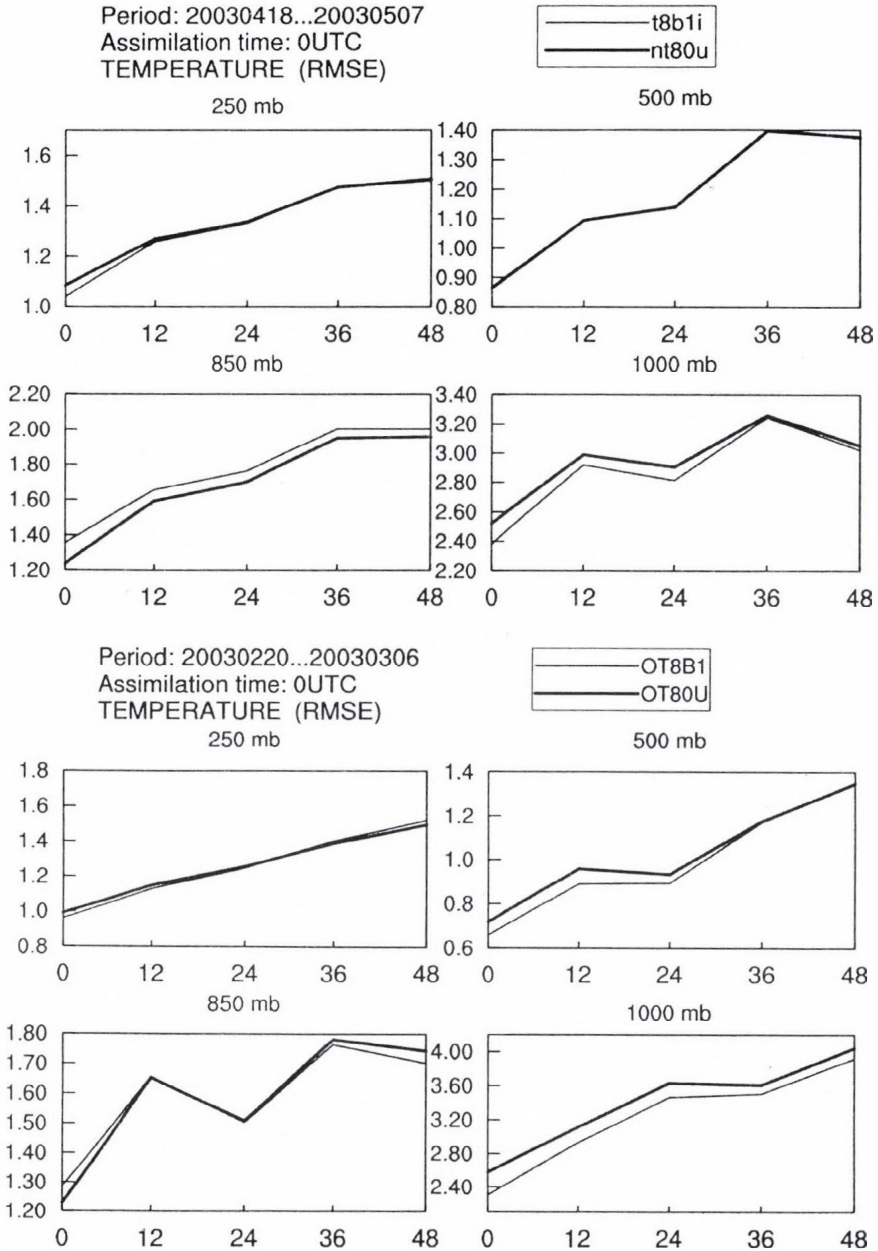 Period: 20030418...20030507
Assimilation time: 0UTC
TEMPERATURE (RMSE)
t8b1i
nt80u
250 mb
1.6
1.4
1.2
1.0
0 12 24 36 48
500 mb
1.40
1.30
1.20
1.10
1.00
0.90
0.80
0 12 24 36 48
850 mb
2.20
2.00
1.80
1.60
1.40
1.20
0 12 24 36 48
1000 mb
3.40
3.20
3.00
2.80
2.60
2.40
2.20
0 12 24 36 48
Period: 20030220...20030306
Assimilation time: 0UTC
TEMPERATURE (RMSE)
OT8B1
OT80U
250 mb
1.8
1.6
1.4
1.2
1.0
0.8
0 12 24 36 48
500 mb
1.4
1.2
1.0
0.8
0.6
0 12 24 36 48
850 mb
1.80
1.70
1.60
1.50
1.40
1.30
1.20
0 12 24 36 48
1000 mb
4.00
3.60
3.20
2.80
2.40
0 12 24 36 48